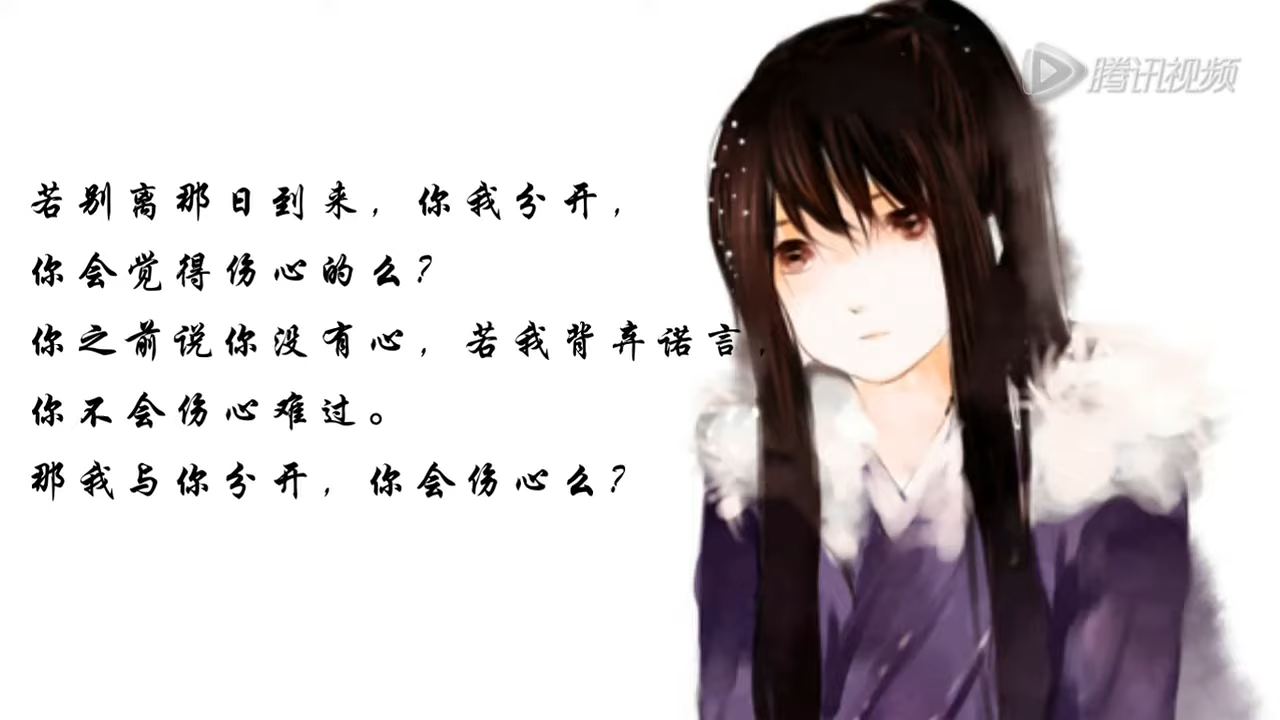 腾讯视频
若别离那日到来，你我分开，
你会觉得伤心的么？
你之前说你没有心，若我背弃诺言，
你不会伤心难过。
那我与你分开，你会伤心么？